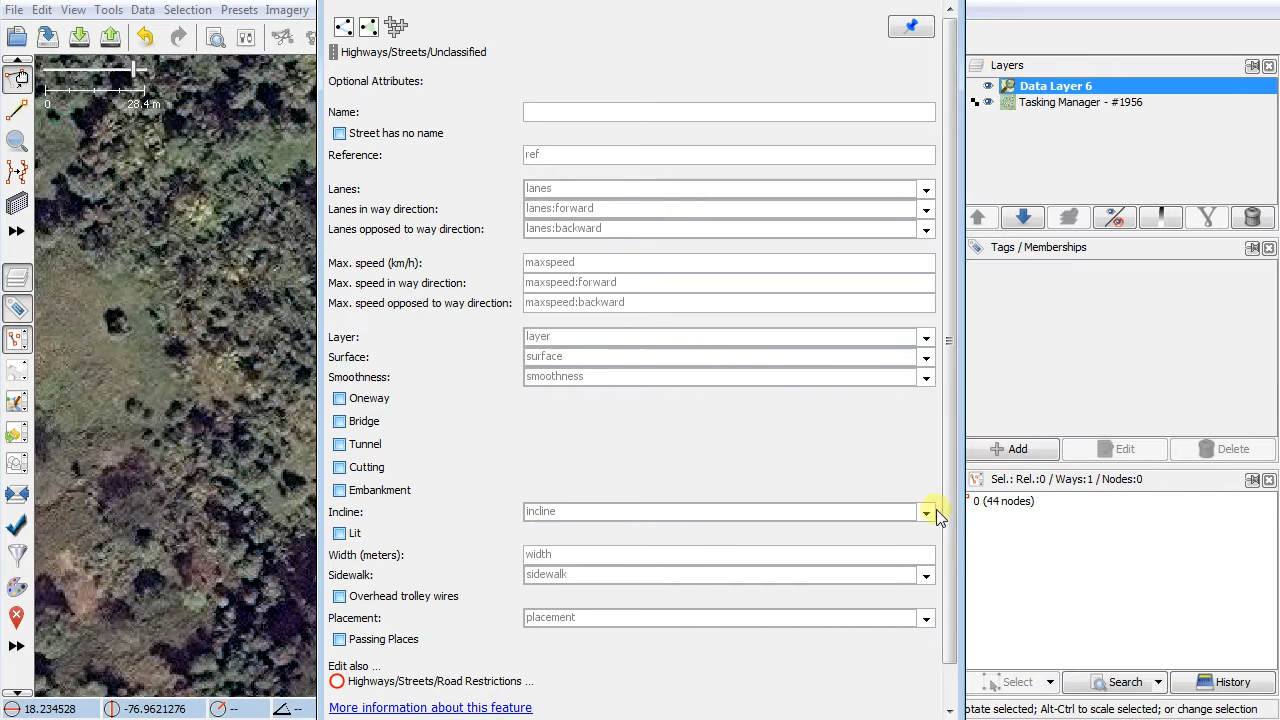 File Edit View Tools Selection Presets Imagery
0 28.4 m
Highways/Streets/Unclassified
Optional Attributes:
Name:
Street has no name
Reference: ref
Lanes: lanes
Lanes in way direction: lanes:forward
Lanes opposed to way direction: lanes:backward
Max. speed (km/h): maxspeed
Max. speed in way direction: maxspeed:forward
Max. speed opposed to way direction: maxspeed:backward
Layer: layer
Surface: surface
Smoothness: smoothness
Oneway
Bridge
Tunnel
Cutting
Embankment
Incline: incline
Lit
Width (meters): width
Sidewalk: sidewalk
Overhead trolley wires
Placement: placement
Passing Places
Edit also ...
Highways/Streets/Road Restrictions ...
More information about this feature
Layers
Data Layer 6
Tasking Manager - #1956
Tags / Memberships
Add Edit Delete
Sel.: Rel.:0 / Ways:1 / Nodes:0
0 (44 nodes)
Select Search History
18.234528 -76.9621276 -- --
otate selected; Alt-Ctrl to scale selected; or change selection